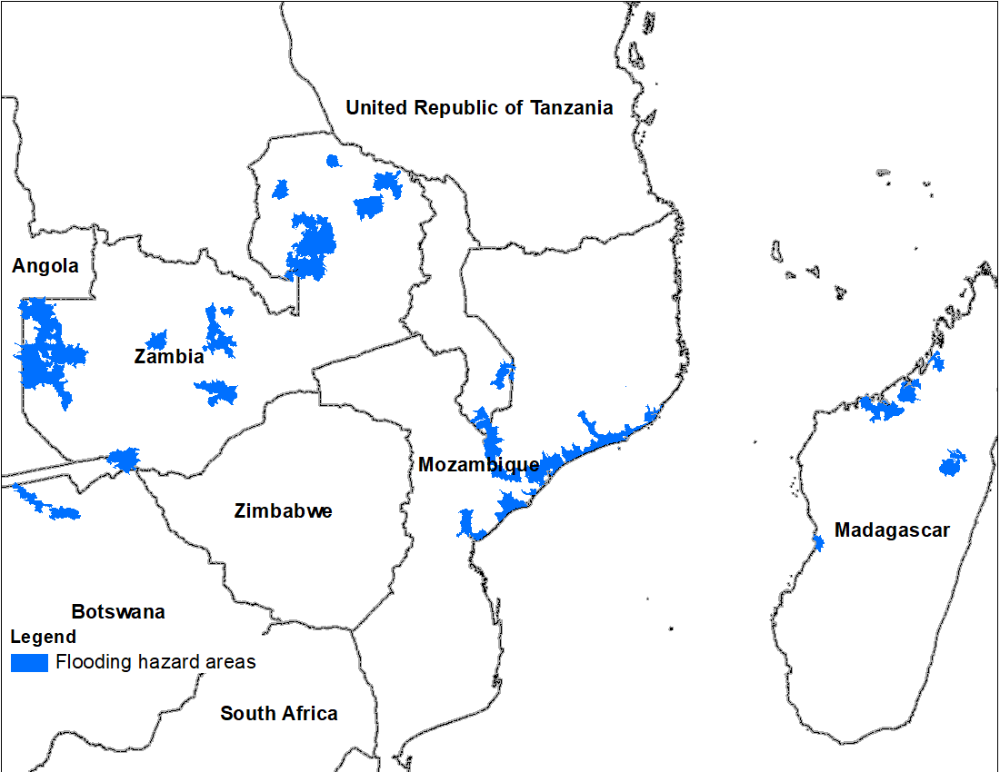 United Republic of Tanzania
Angola
Zambia
Mozambique
Zimbabwe
Madagascar
Botswana
Legend
Flooding hazard areas
South Africa